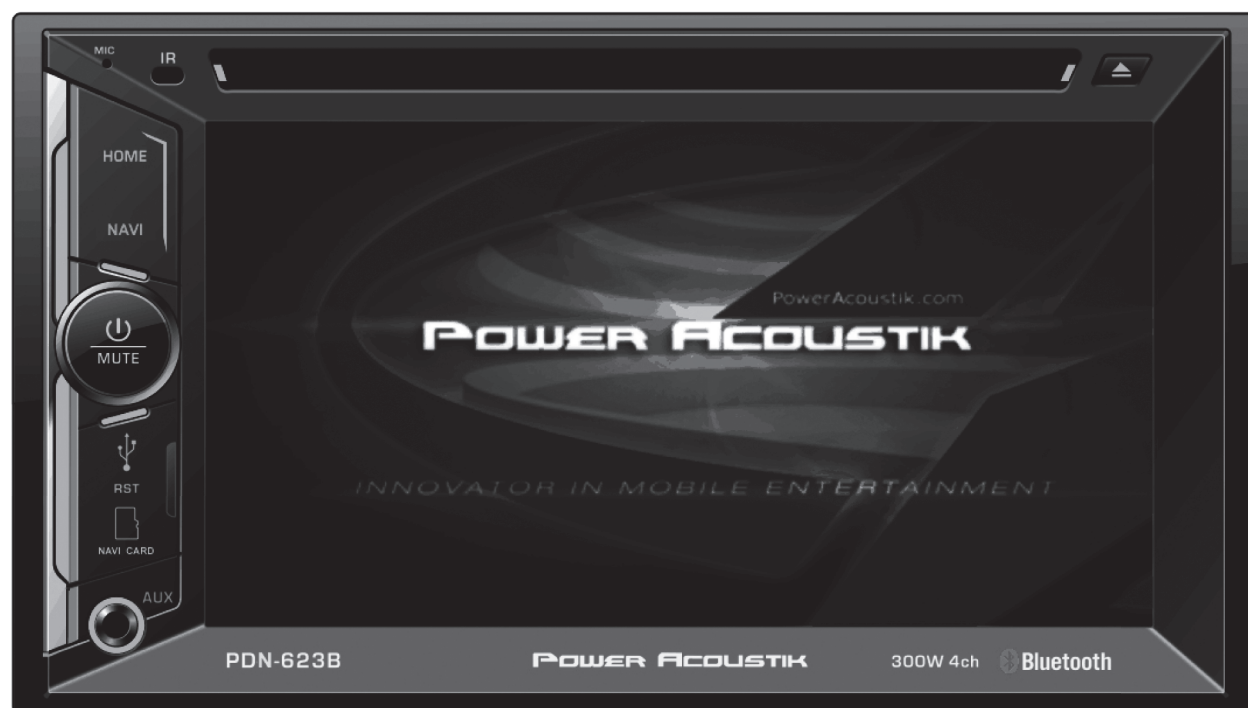 MIC
IR
HOME
NAVI
MUTE
RST
NAVI CARD
AUX
PowerAcoustik.com
POWER ACOUSTIK
INNOVATOR IN MOBILE ENTERTAINMENT
PDN-623B
POWER ACOUSTIK
300W 4ch
Bluetooth